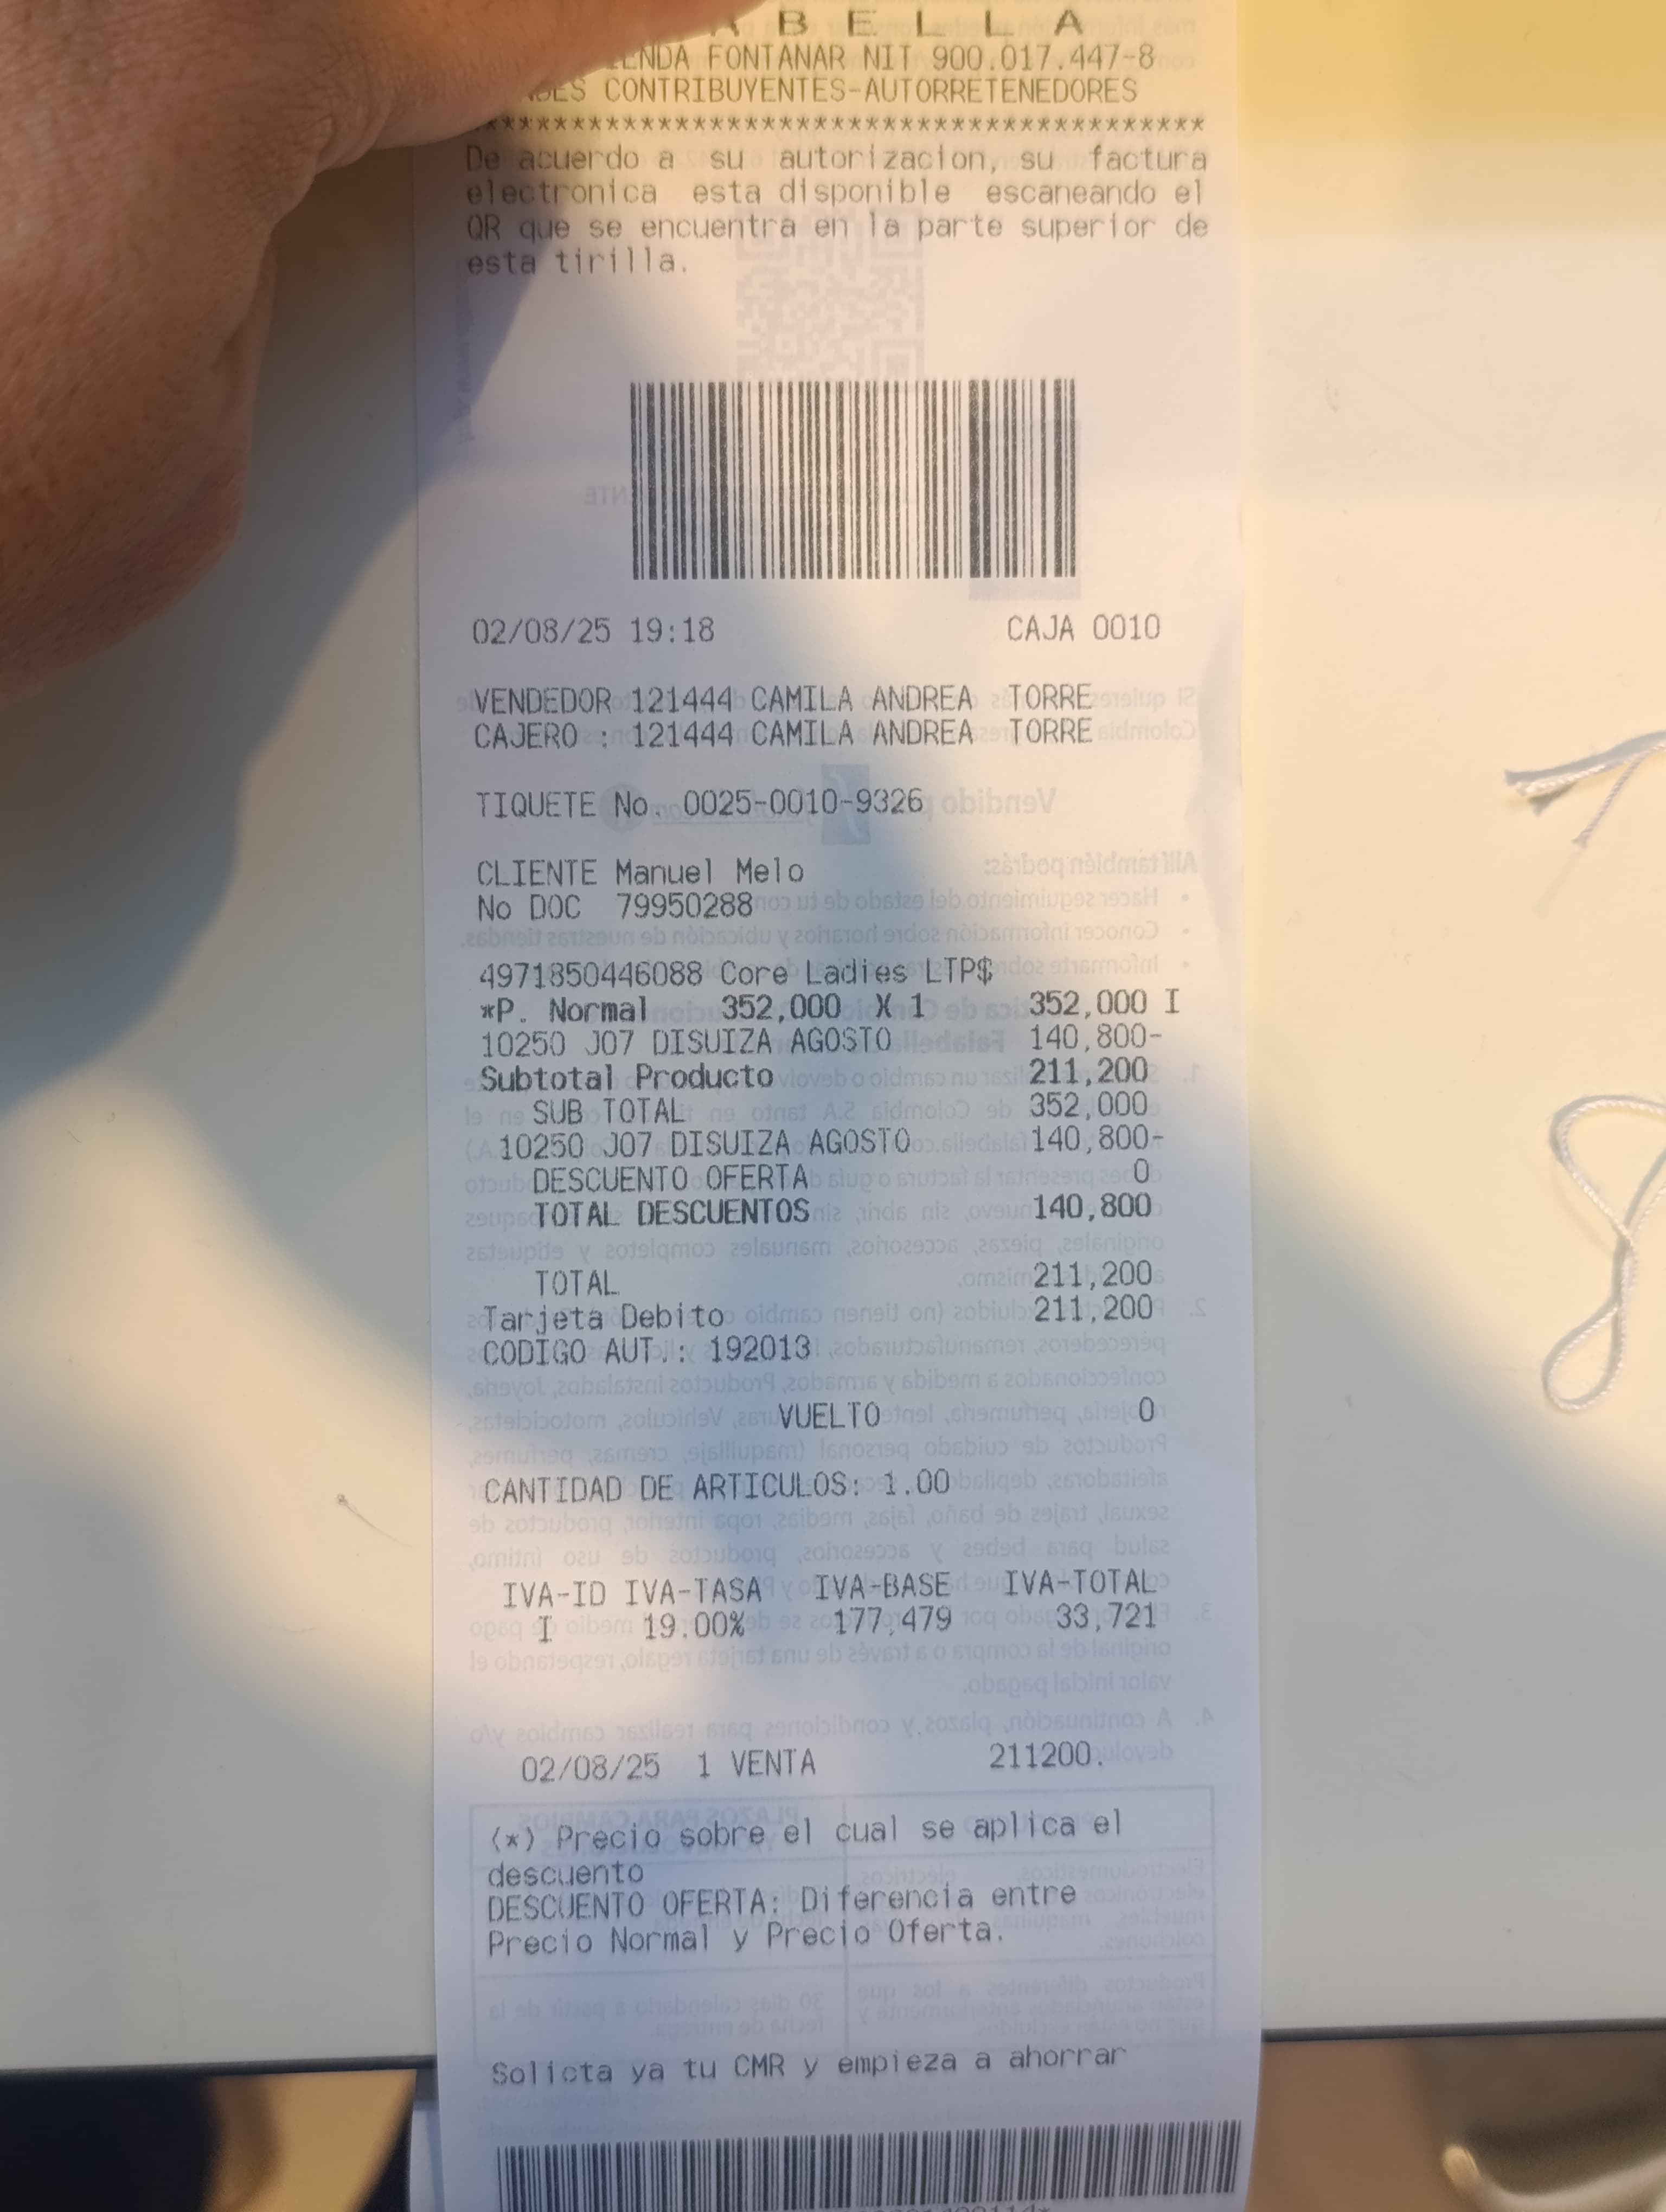 B E L L A
FONTANAR NIT 900.017.447-8
CONTRIBUYENTES-AUTORRETENEDORES
******************************************
De acuerdo a su autorizacion, su factura
electronica esta disponible escaneando el
QR que se encuentra en la parte superior de
esta tirilla.
02/08/25 19:18 CAJA 0010
VENDEDOR 121444 CAMILA ANDREA TORRE
CAJERO : 121444 CAMILA ANDREA TORRE
TIQUETE No. 0025-0010-9326
CLIENTE Manuel Melo
No DOC 79950288
4971850446088 Core Ladies LTP$
*P. Normal 352,000 X 1 352,000 I
10250 J07 DISUIZA AGOSTO 140,800-
Subtotal Producto 211,200
SUB TOTAL 352,000
10250 J07 DISUIZA AGOSTO 140,800-
DESCUENTO OFERTA 0
TOTAL DESCUENTOS 140,800
TOTAL 211,200
Tarjeta Debito 211,200
CODIGO AUT.: 192013
VUELTO 0
CANTIDAD DE ARTICULOS: 1.00
IVA-ID IVA-TASA IVA-BASE IVA-TOTAL
I 19.00% 177,479 33,721
02/08/25 1 VENTA 211200.
(*) Precio sobre el cual se aplica el
descuento
DESCUENTO OFERTA: Diferencia entre
Precio Normal y Precio Oferta.
Solicta ya tu CMR y empieza a ahorrar